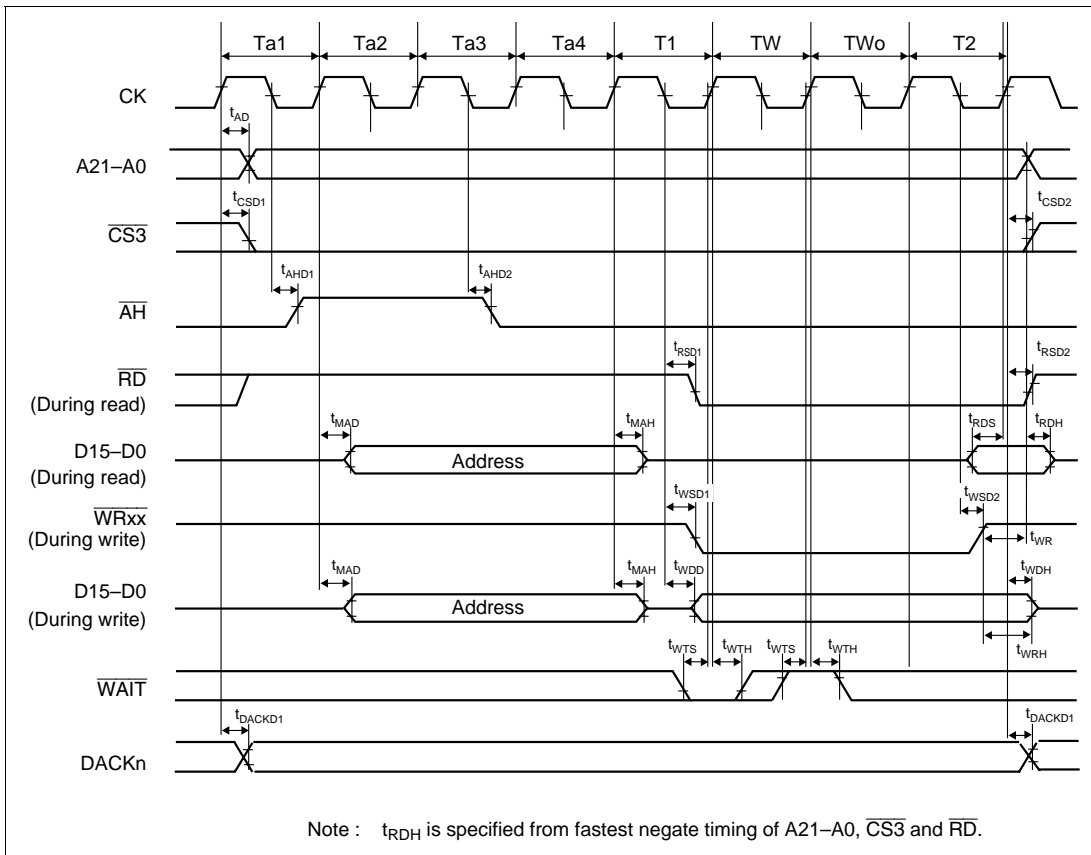 Ta1 Ta2 Ta3 Ta4 T1 TW TWo T2
CK
tAD
A21–A0
tCSD1 tCSD2
CS3
tAHD1 tAHD2
AH
tRSD1 tRSD2
RD
(During read)
tMAD tMAH tRDS tRDH
D15–D0
(During read)
Address
tWSD1 tWSD2
WRxx
(During write)
tWR
tMAD tMAH tWDD tWDH
D15–D0
(During write)
Address
tWRH
tWTS tWTH tWTS tWTH
WAIT
tDACKD1 tDACKD1
DACKn
Note : tRDH is specified from fastest negate timing of A21–A0, CS3 and RD.